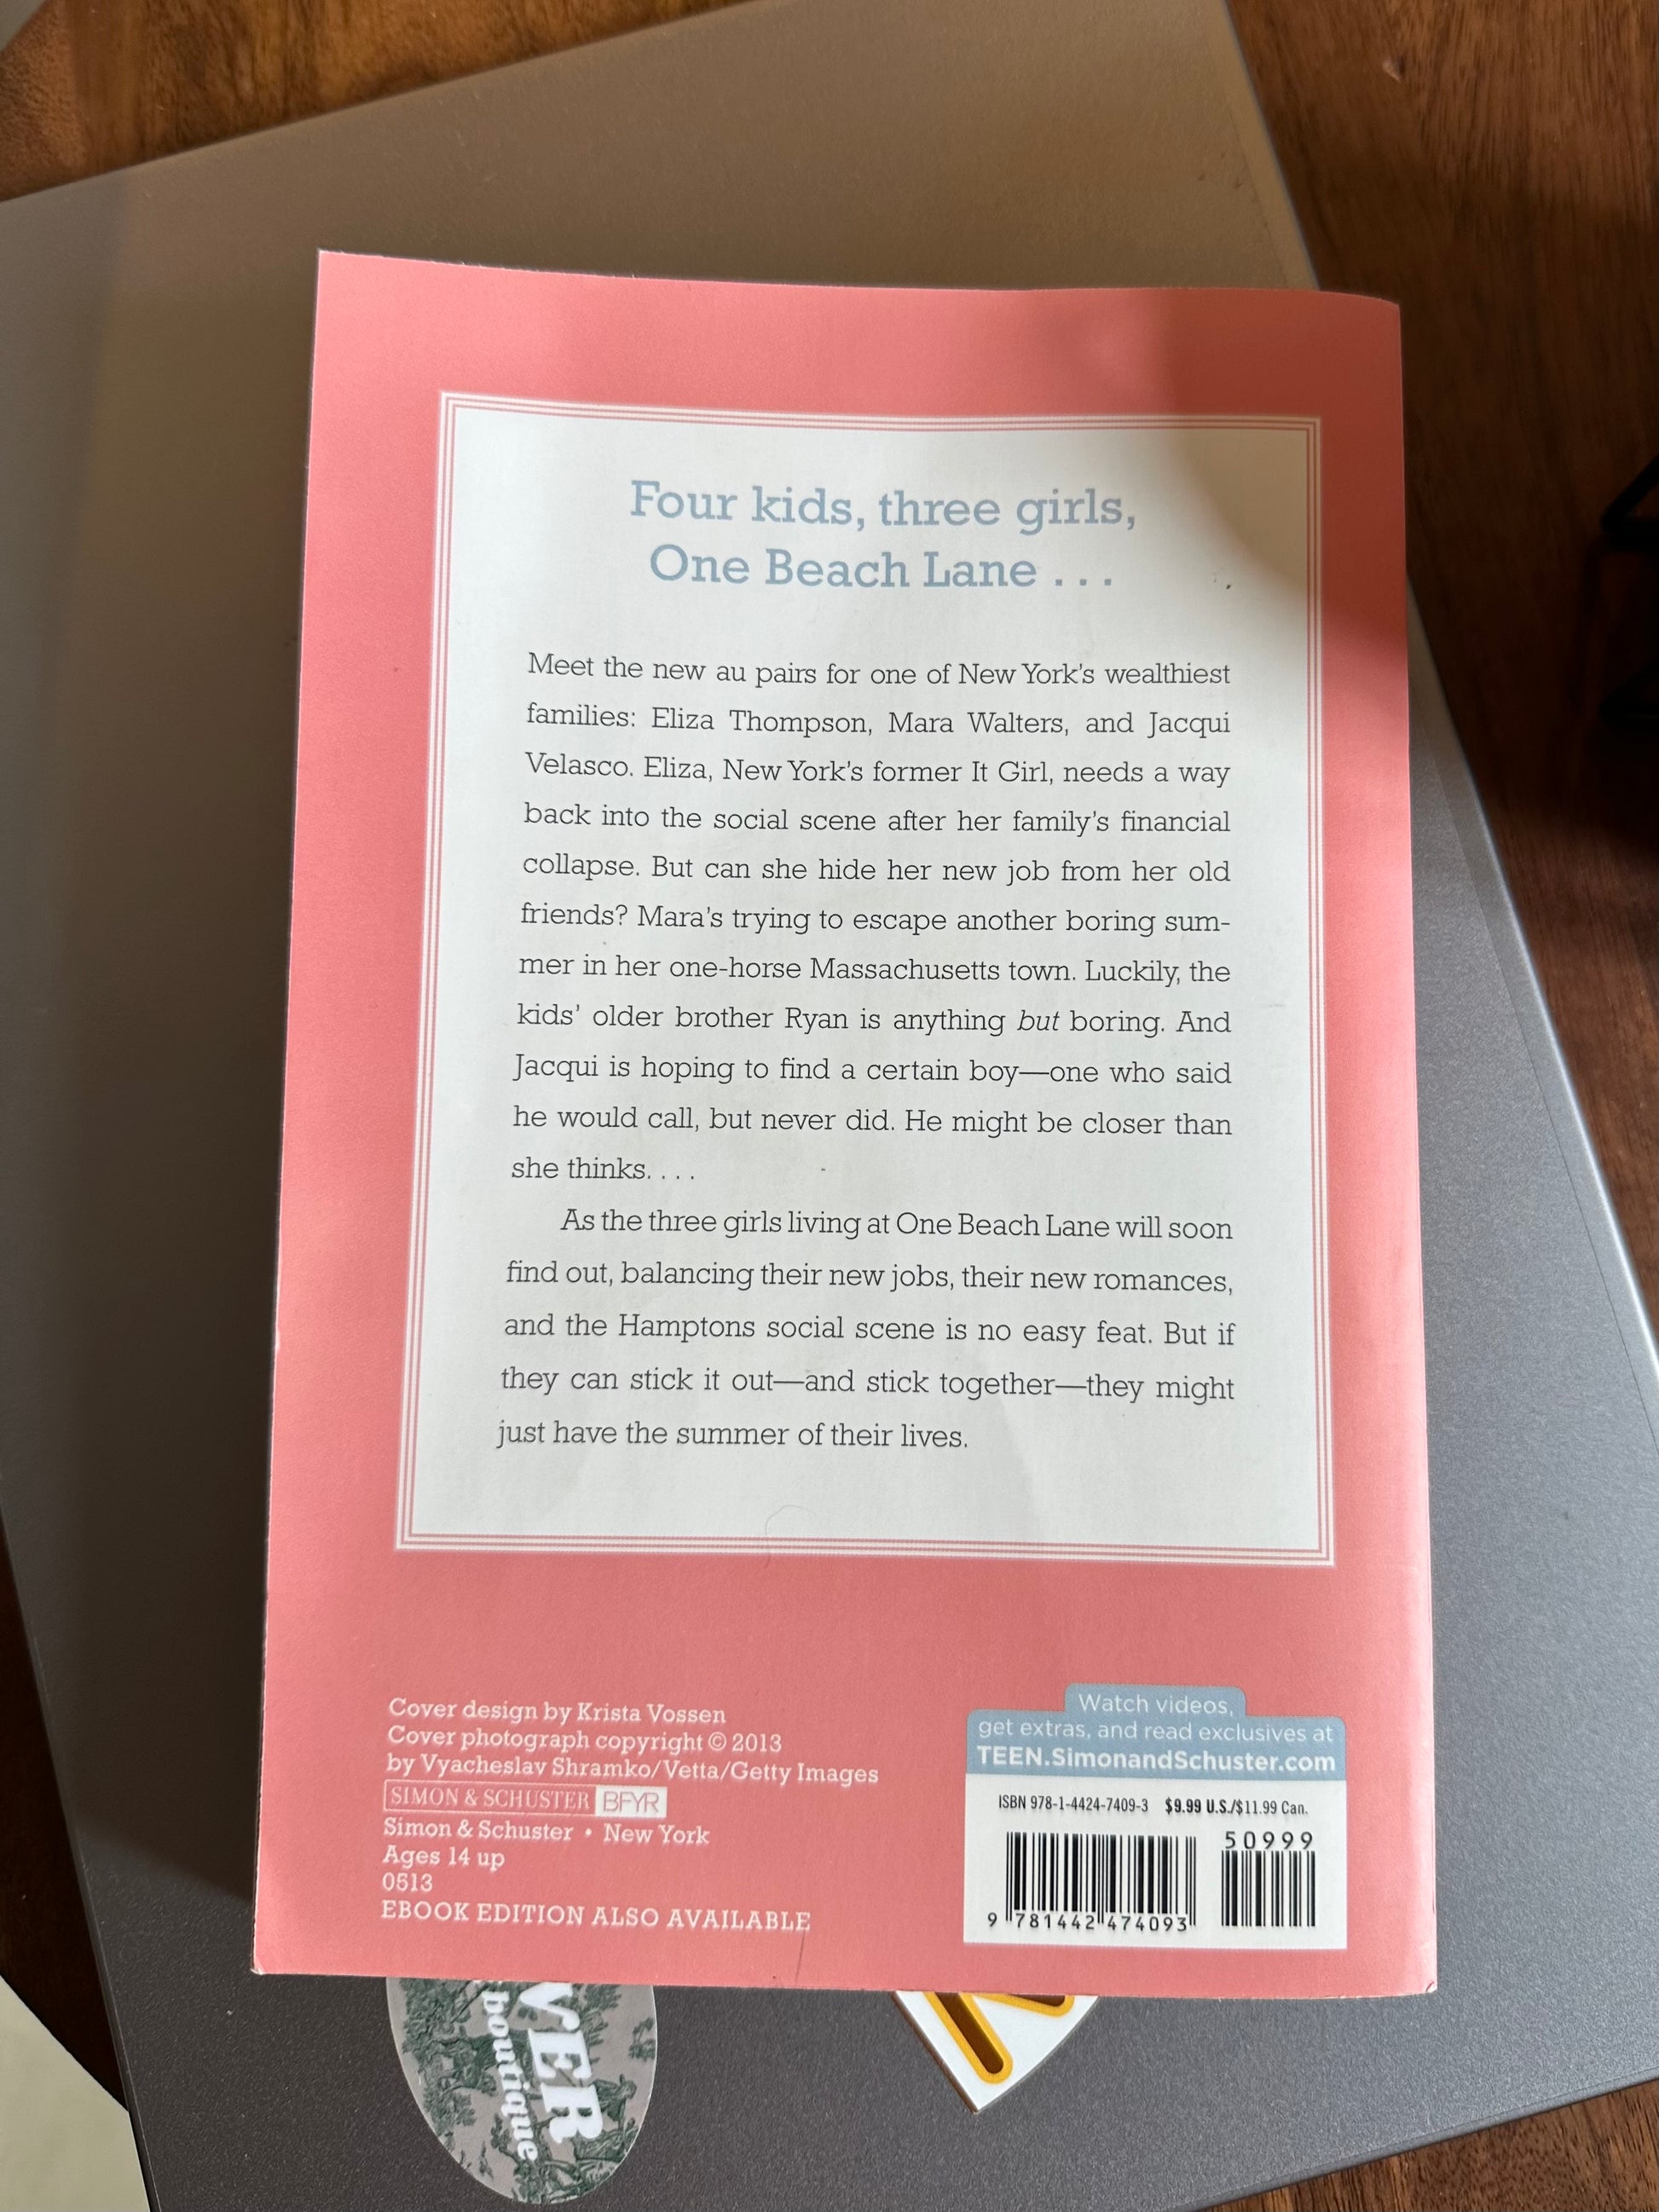 Four kids, three girls,
One Beach Lane . . .
Meet the new au pairs for one of New York's wealthiest
families: Eliza Thompson, Mara Walters, and Jacqui
Velasco. Eliza, New York's former It Girl, needs a way
back into the social scene after her family's financial
collapse. But can she hide her new job from her old
friends? Mara's trying to escape another boring sum-
mer in her one-horse Massachusetts town. Luckily, the
kids' older brother Ryan is anything but boring. And
Jacqui is hoping to find a certain boy—one who said
he would call, but never did. He might be closer than
she thinks. . . .
As the three girls living at One Beach Lane will soon
find out, balancing their new jobs, their new romances,
and the Hamptons social scene is no easy feat. But if
they can stick it out—and stick together—they might
just have the summer of their lives.
Cover design by Krista Vossen
Cover photograph copyright © 2013
by Vyacheslav Shramko/Vetta/Getty Images
SIMON & SCHUSTER BFYR
Simon & Schuster • New York
Ages 14 up
0513
EBOOK EDITION ALSO AVAILABLE
Watch videos,
get extras, and read exclusives at
TEEN.SimonandSchuster.com
ISBN 978-1-4424-7409-3 $9.99 U.S./$11.99 Can.
50999
9 781442 474093
boutique